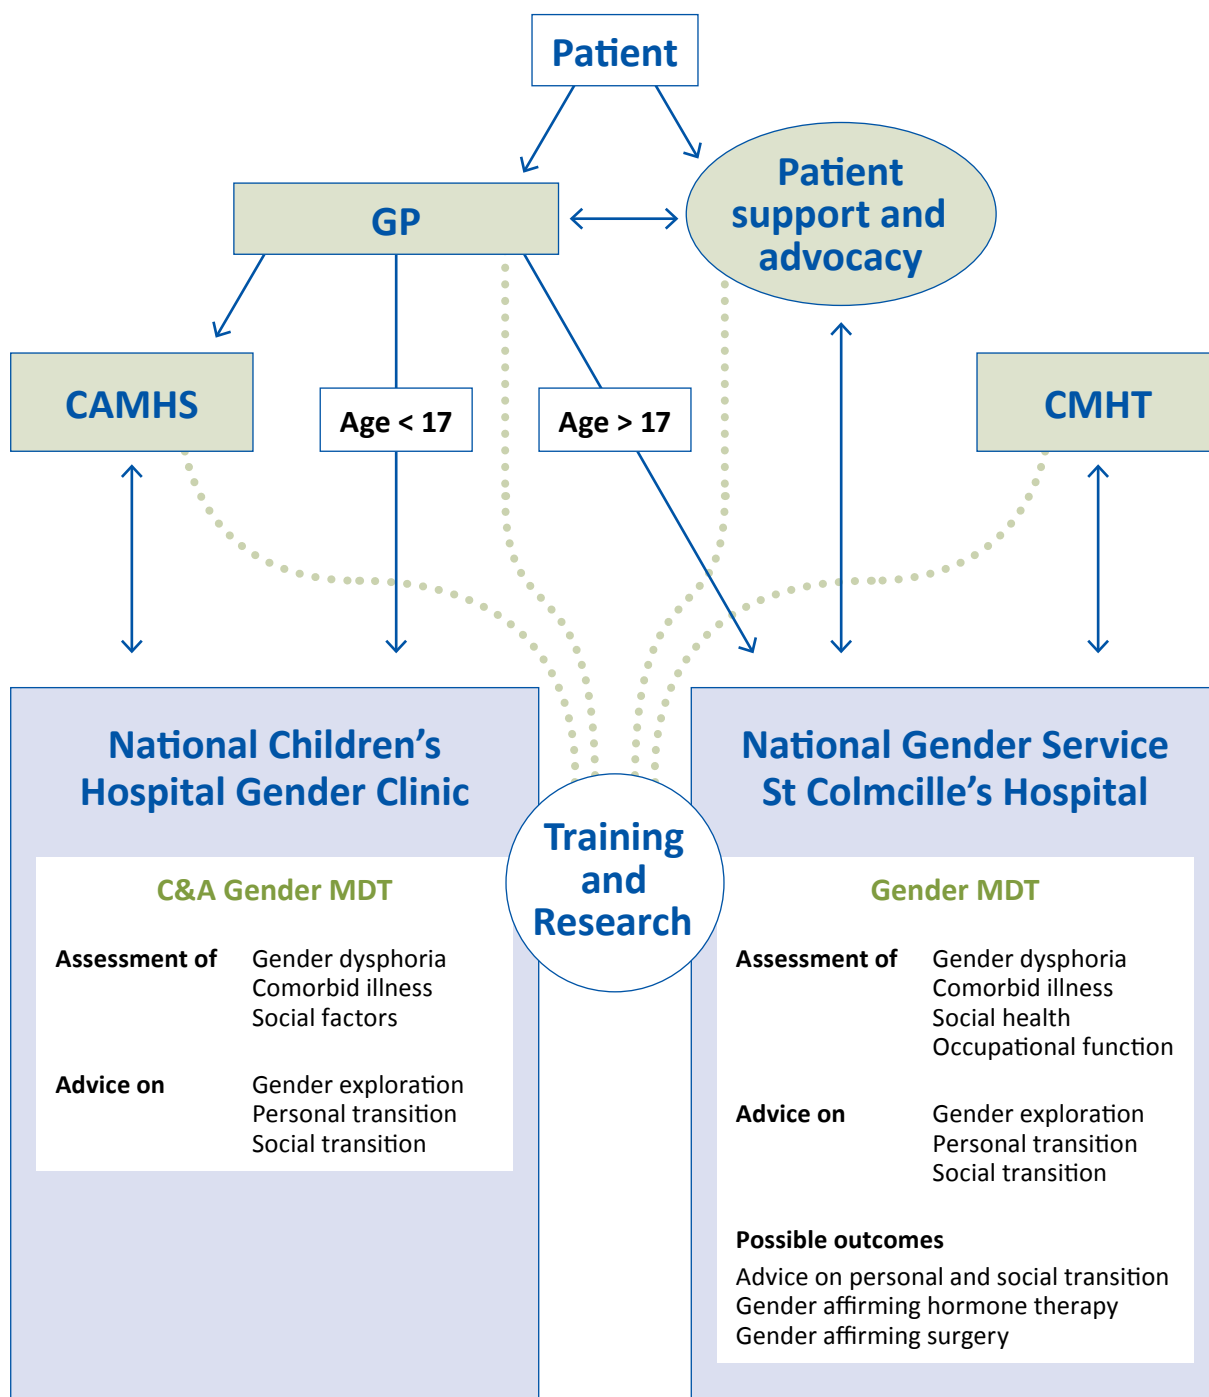 Patient
GP
Patient
support and
advocacy
CAMHS
Age < 17
Age > 17
CMHT
National Children’s
Hospital Gender Clinic
C&A Gender MDT
Assessment of Gender dysphoria
Comorbid illness
Social factors
Advice on Gender exploration
Personal transition
Social transition
Training
and
Research
National Gender Service
St Colmcille’s Hospital
Gender MDT
Assessment of Gender dysphoria
Comorbid illness
Social health
Occupational function
Advice on Gender exploration
Personal transition
Social transition
Possible outcomes
Advice on personal and social transition
Gender affirming hormone therapy
Gender affirming surgery